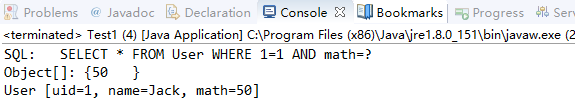 Problems @ Javadoc Declaration Console Bookmarks Progress Serv
<terminated> Test1 (4) [Java Application] C:\Program Files (x86)\Java\jre1.8.0_151\bin\javaw.exe (2
SQL:   SELECT * FROM User WHERE 1=1 AND math=?
Object[]: {50   }
User [uid=1, name=Jack, math=50]